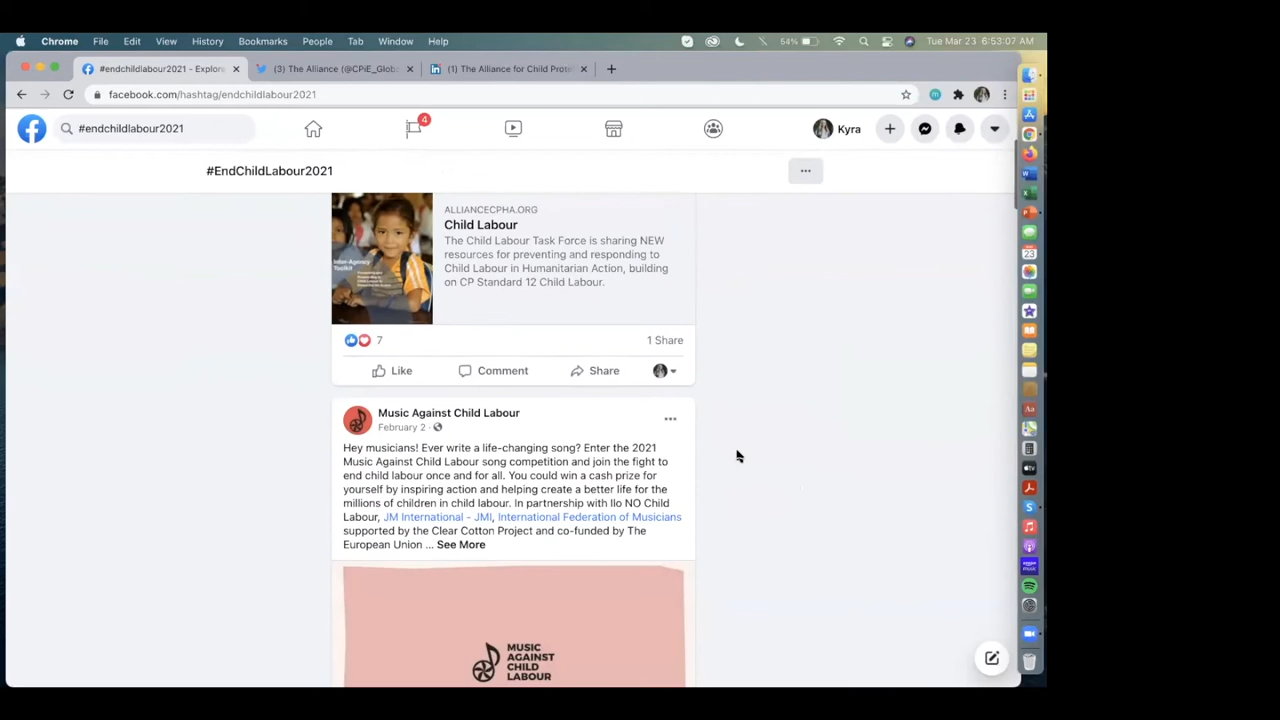 Chrome File Edit View History Bookmarks People Tab Window Help 54% Tue Mar 23 6:53:07 AM
#endchildlabour2021 - Explore (3) The Alliance (@CPiE_Glob (1) The Alliance for Child Prote
facebook.com/hashtag/endchildlabour2021
#endchildlabour2021 4 Kyra
#EndChildLabour2021
ALLIANCECPHA.ORG
Child Labour
The Child Labour Task Force is sharing NEW
resources for preventing and responding to
Child Labour in Humanitarian Action, building
on CP Standard 12 Child Labour.
Inter-Agency
Toolkit
7 1 Share
Like Comment Share
Music Against Child Labour
February 2 ·
Hey musicians! Ever write a life-changing song? Enter the 2021
Music Against Child Labour song competition and join the fight to
end child labour once and for all. You could win a cash prize for
yourself by inspiring action and helping create a better life for the
millions of children in child labour. In partnership with Ilo NO Child
Labour, JM International - JMI, International Federation of Musicians
supported by the Clear Cotton Project and co-funded by The
European Union ... See More
MUSIC
AGAINST
CHILD
LABOUR